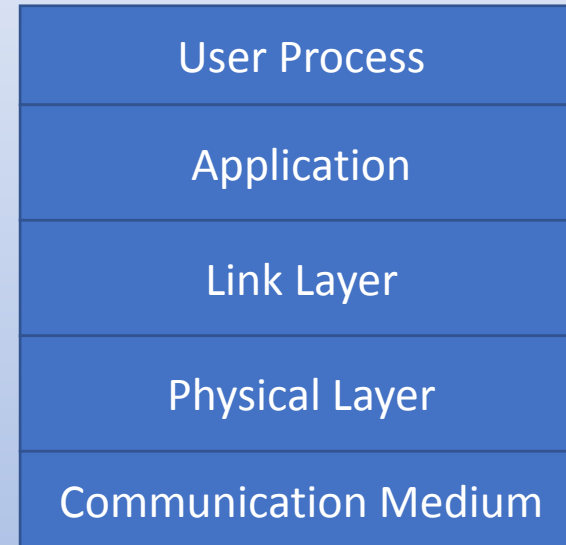 User Process
Application
Link Layer
Physical Layer
Communication Medium